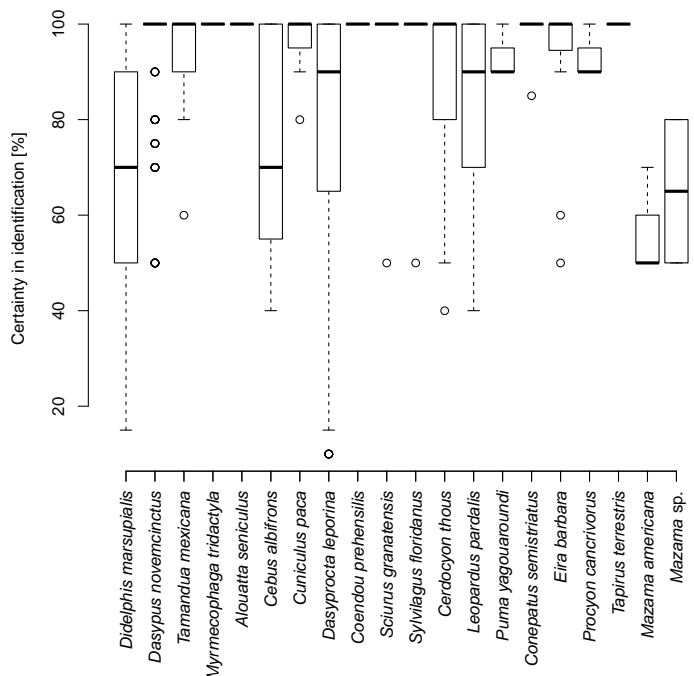 Certainty in identification [%]
100
80
60
40
20
Didelphis marsupialis
Dasypus novemcinctus
Tamandua mexicana
Myrmecophaga tridactyla
Alouatta seniculus
Cebus albifrons
Cuniculus paca
Dasyprocta leporina
Coendou prehensilis
Sciurus granatensis
Sylvilagus floridanus
Cerdocyon thous
Leopardus pardalis
Puma yagouaroundi
Conepatus semistriatus
Eira barbara
Procyon cancrivorus
Tapirus terrestris
Mazama americana
Mazama sp.